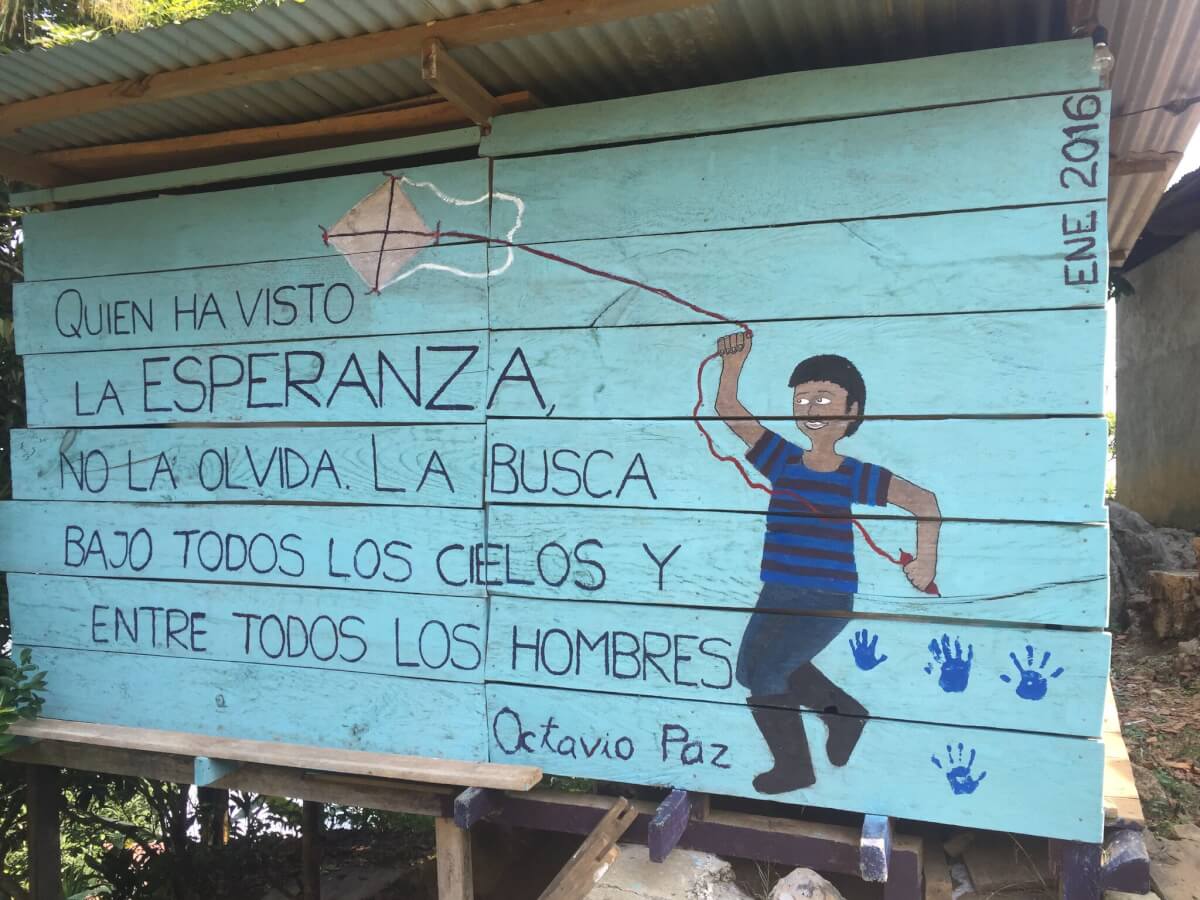 QUIEN HA VISTO
LA ESPERANZA,
NO LA OLVIDA. LA BUSCA
BAJO TODOS LOS CIELOS Y
ENTRE TODOS LOS HOMBRES
Octavio Paz
ENE 2016